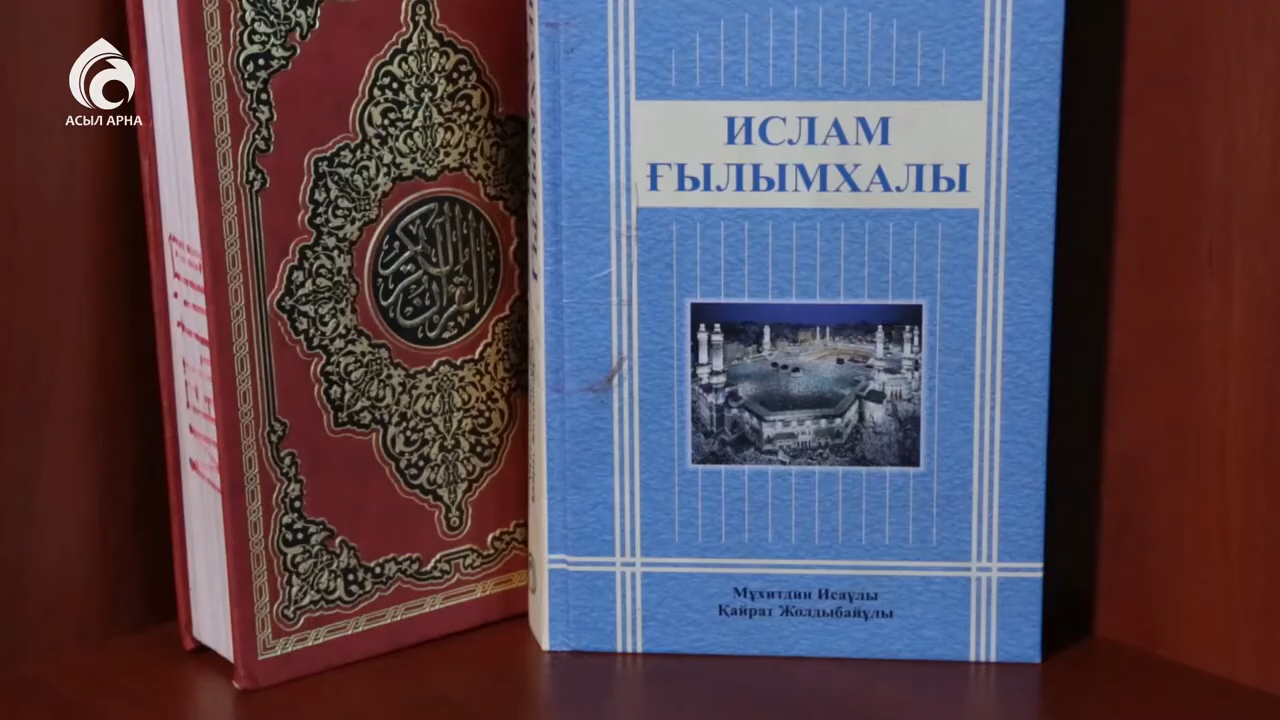 АСЫЛ АРНА
القرآن الكريم
ИСЛАМ
ҒЫЛЫМХАЛЫ
Мұхитдин Исаұлы
Қайрат Жолдыбайұлы